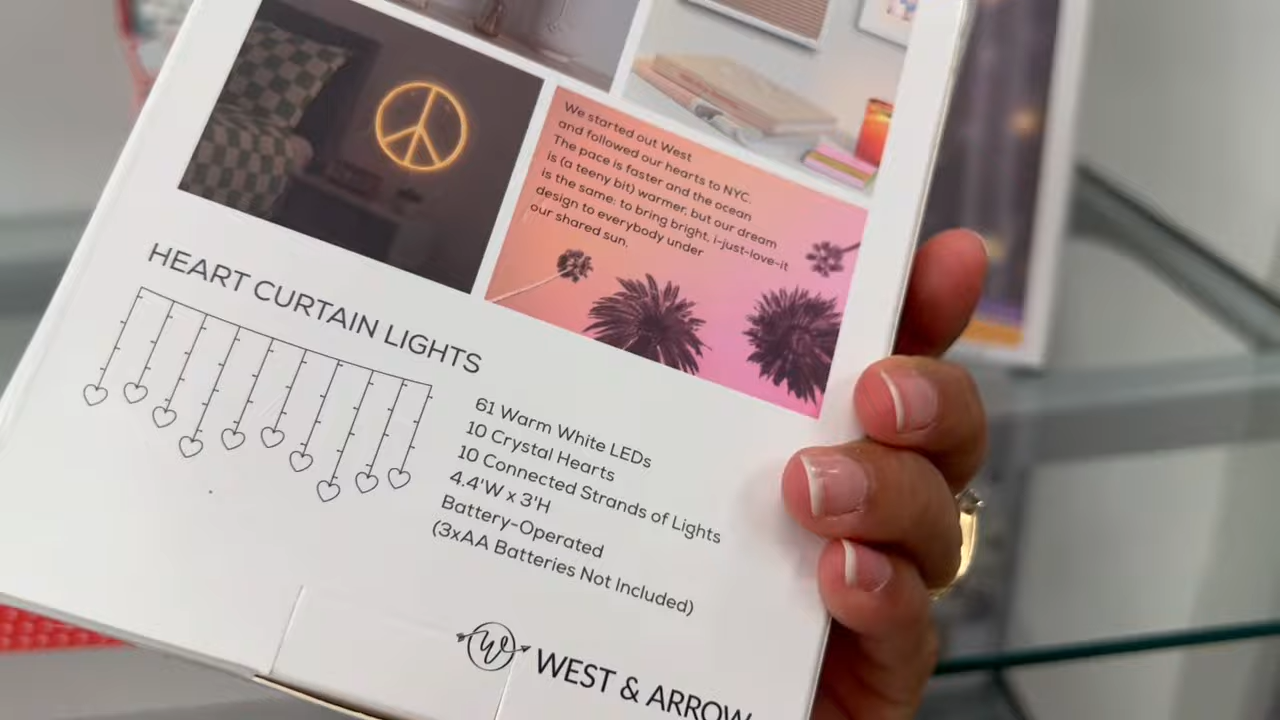 We started out West
and followed our hearts to NYC.
The pace is faster and the ocean
is (a teeny bit) warmer, but our dream
is the same: to bring bright, i-just-love-it
design to everybody under
our shared sun.
HEART CURTAIN LIGHTS
61 Warm White LEDs
10 Crystal Hearts
10 Connected Strands of Lights
4.4'W x 3'H
Battery-Operated
(3xAA Batteries Not Included)
W WEST & ARROW